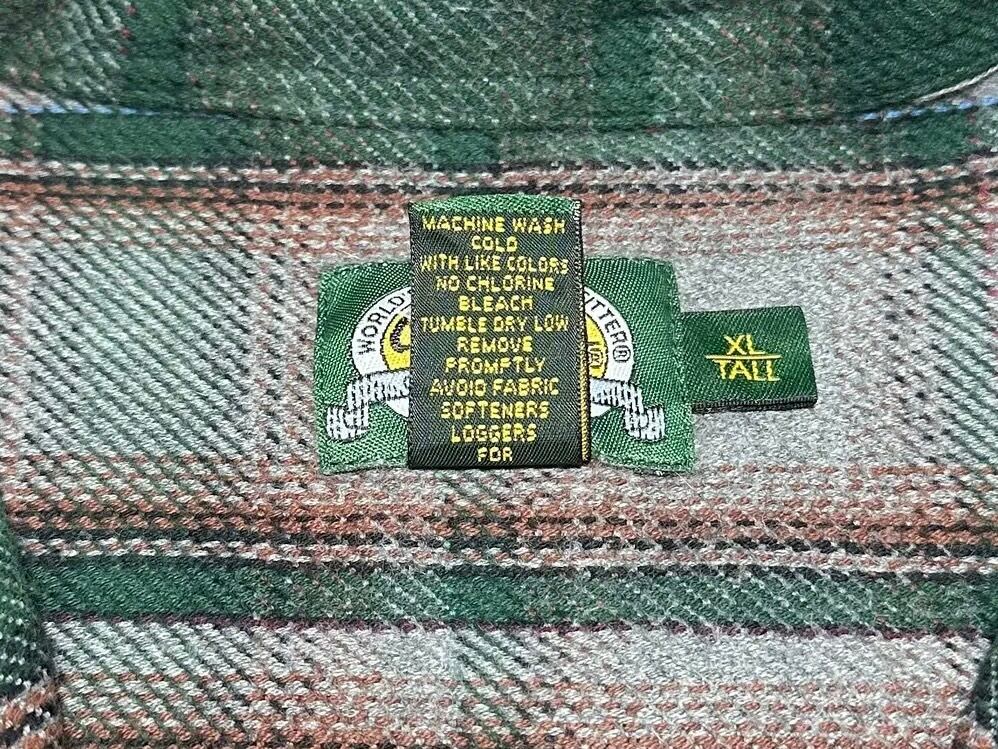 MACHINE WASH
COLD
WITH LIKE COLORS
NO CHLORINE
BLEACH
TUMBLE DRY LOW
REMOVE
PROMPTLY
AVOID FABRIC
SOFTENERS
LOGGERS
FOR
WORLD
®
XL
TALL